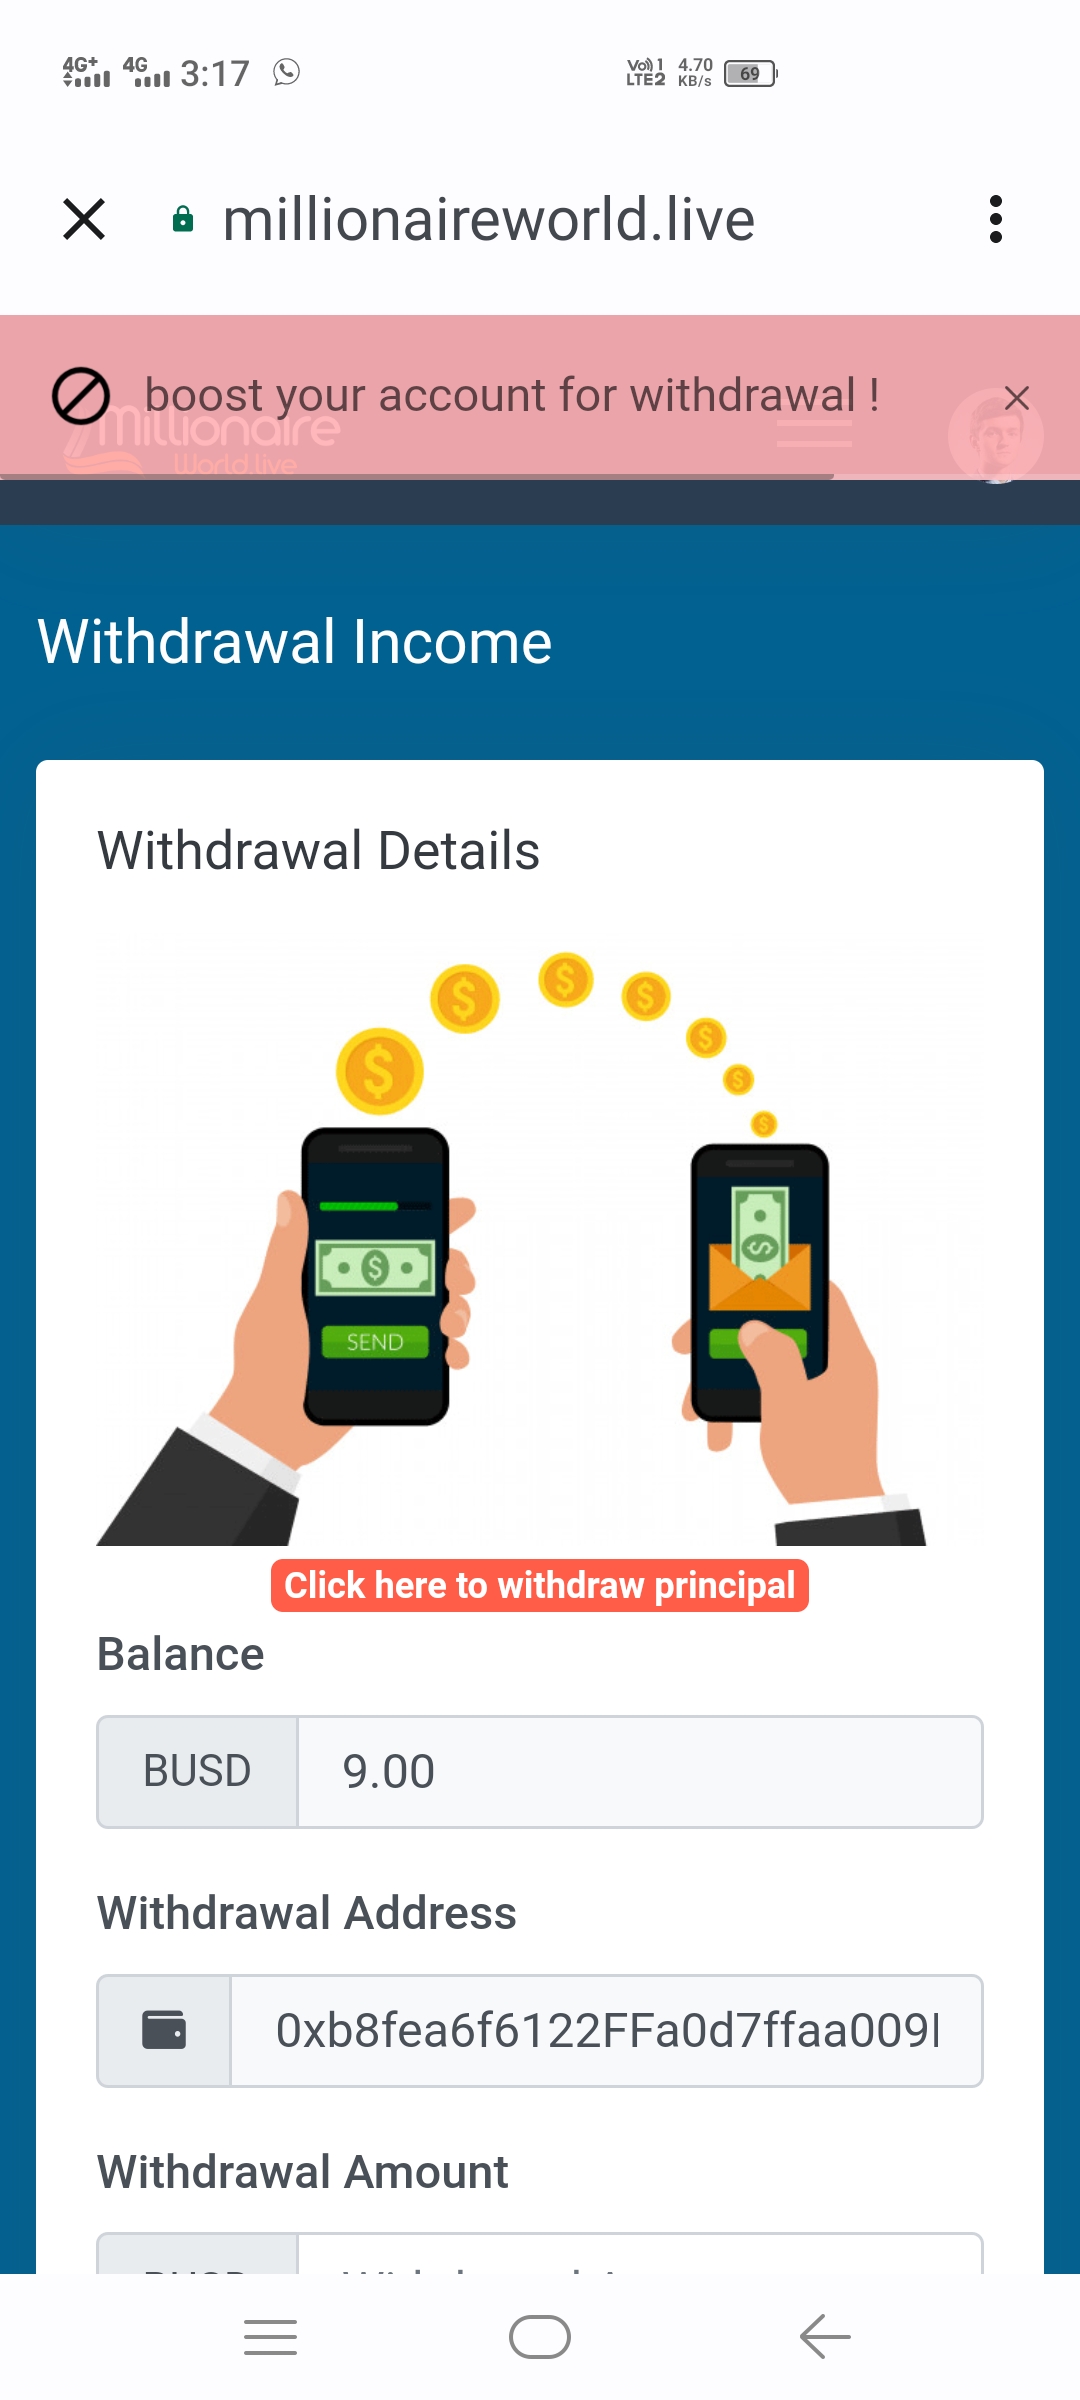 4G+ 4G 3:17 Vo)) 1 LTE2 4.70 KB/s 69
millionaireworld.live
boost your account for withdrawal !
Millionaire
World.live
Withdrawal Income
Withdrawal Details
$ $ $ $ $ $ $
$ $
SEND
Click here to withdraw principal
Balance
BUSD 9.00
Withdrawal Address
0xb8fea6f6122FFa0d7ffaa009
Withdrawal Amount